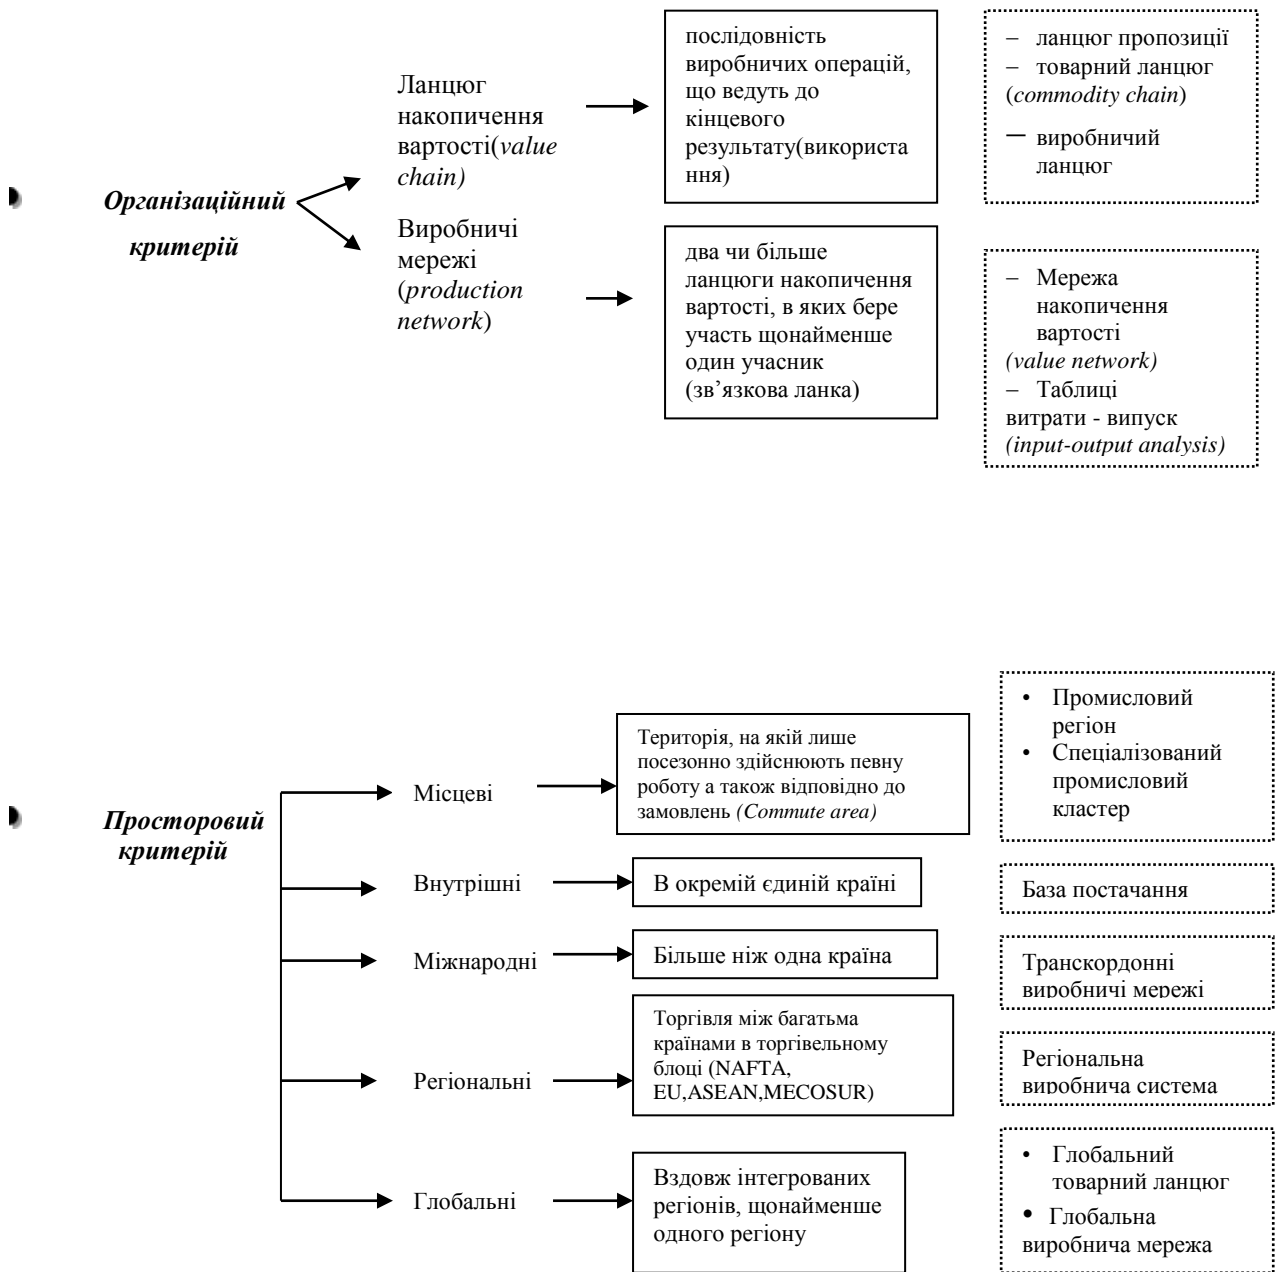 Організаційний
критерій
Ланцюг
накопичення
вартості(value
chain)
послідовність
виробничих операцій,
що ведуть до
кінцевого
результату(використа
ння)
– ланцюг пропозиції
– товарний ланцюг
(commodity chain)
– виробничий
ланцюг
Виробничі
мережі
(production
network)
два чи більше
ланцюги накопичення
вартості, в яких бере
участь щонайменше
один учасник
(зв’язкова ланка)
– Мережа
накопичення
вартості
(value network)
– Таблиці
витрати - випуск
(input-output analysis)
Просторовий
критерій
Місцеві
Територія, на якій лише
посезонно здійснюють певну
роботу а також відповідно до
замовлень (Commute area)
• Промисловий
регіон
• Спеціалізований
промисловий
кластер
Внутрішні
В окремій єдиній країні
База постачання
Міжнародні
Більше ніж одна країна
Транскордонні
виробничі мережі
Регіональні
Торгівля між багатьма
країнами в торгівельному
блоці (NAFTA,
EU,ASEAN,MECOSUR)
Регіональна
виробнича система
Глобальні
Вздовж інтегрованих
регіонів, щонайменше
одного регіону
• Глобальний
товарний ланцюг
• Глобальна
виробнича мережа